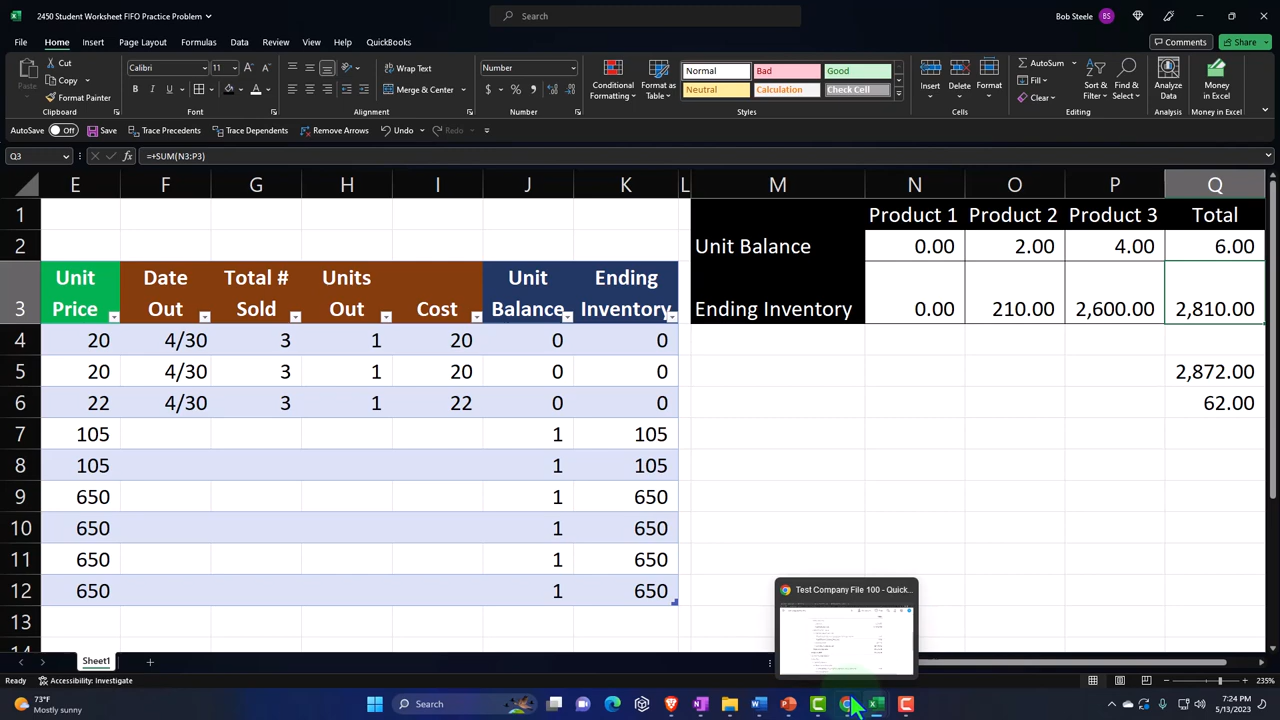 2450 Student Worksheet FIFO Practice Problem
Search
Bob Steele BS
File Home Insert Page Layout Formulas Data Review View Help QuickBooks
Comments Share
Cut
Copy
Format Painter
Paste
Clipboard
Calibri 11
B I U
Font
Wrap Text
Merge & Center
Alignment
Number
$ % 9
Number
Conditional Formatting
Format as Table
Normal Bad Good
Neutral Calculation Check Cell
Styles
Insert Delete Format
Cells
AutoSum
Fill
Clear
Sort & Filter
Find & Select
Editing
Analyze Data
Analysis
Money in Excel
Money in Excel
AutoSave Off Save Trace Precedents Trace Dependents Remove Arrows Undo Redo
Q3 fx =+SUM(N3:P3)
E F G H I J K L M N O P Q
1 Product 1 Product 2 Product 3 Total
2 Unit Balance 0.00 2.00 4.00 6.00
3 Unit Price Date Out Total # Sold Units Out Cost Unit Balance Ending Inventory Ending Inventory 0.00 210.00 2,600.00 2,810.00
4 20 4/30 3 1 20 0 0
5 20 4/30 3 1 20 0 0 2,872.00
6 22 4/30 3 1 22 0 0 62.00
7 105 1 105
8 105 1 105
9 650 1 650
10 650 1 650
11 650 1 650
12 650 1 650
13
Test Company File 100 - Quick...
Sheet1
Ready Accessibility: Investigate
235%
73°F
Mostly sunny
Search
7:24 PM
5/13/2023